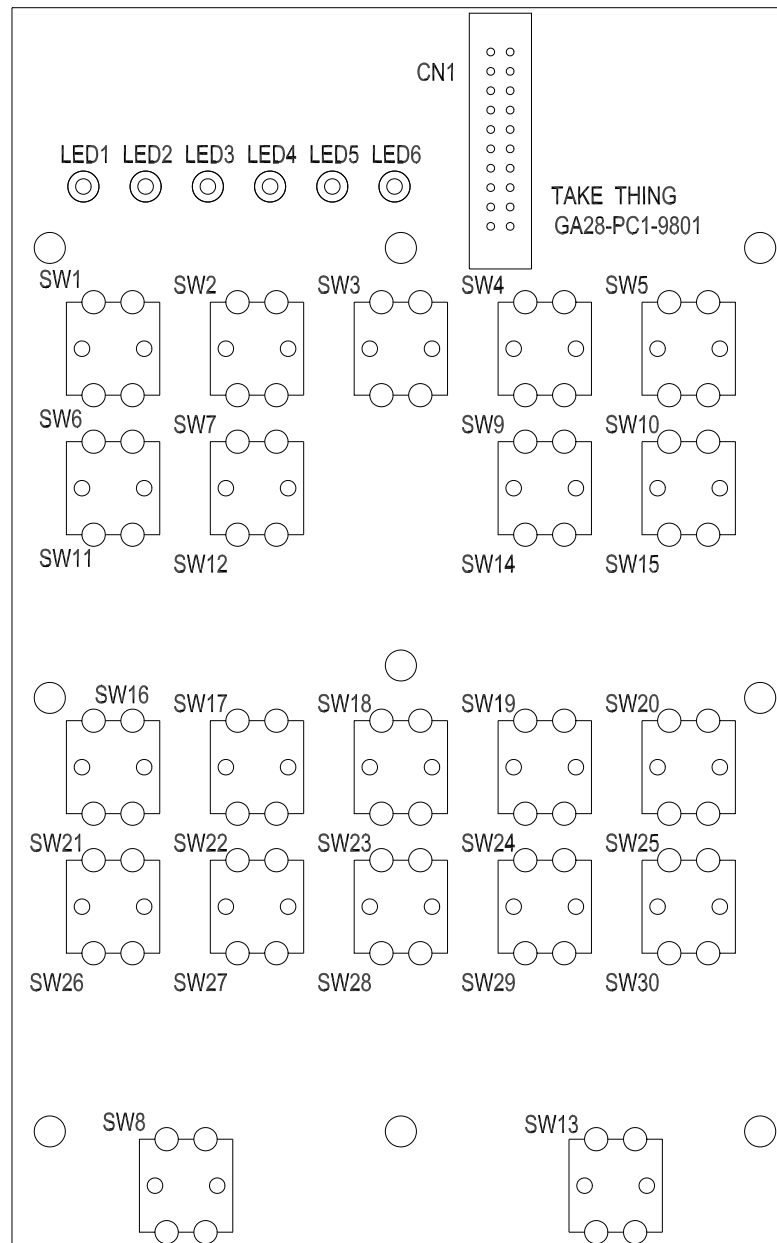 CN1
LED1 LED2 LED3 LED4 LED5 LED6
TAKE THING
GA28-PC1-9801
SW1 SW2 SW3 SW4 SW5
SW6 SW7 SW9 SW10
SW11 SW12 SW14 SW15
SW16 SW17 SW18 SW19 SW20
SW21 SW22 SW23 SW24 SW25
SW26 SW27 SW28 SW29 SW30
SW8 SW13